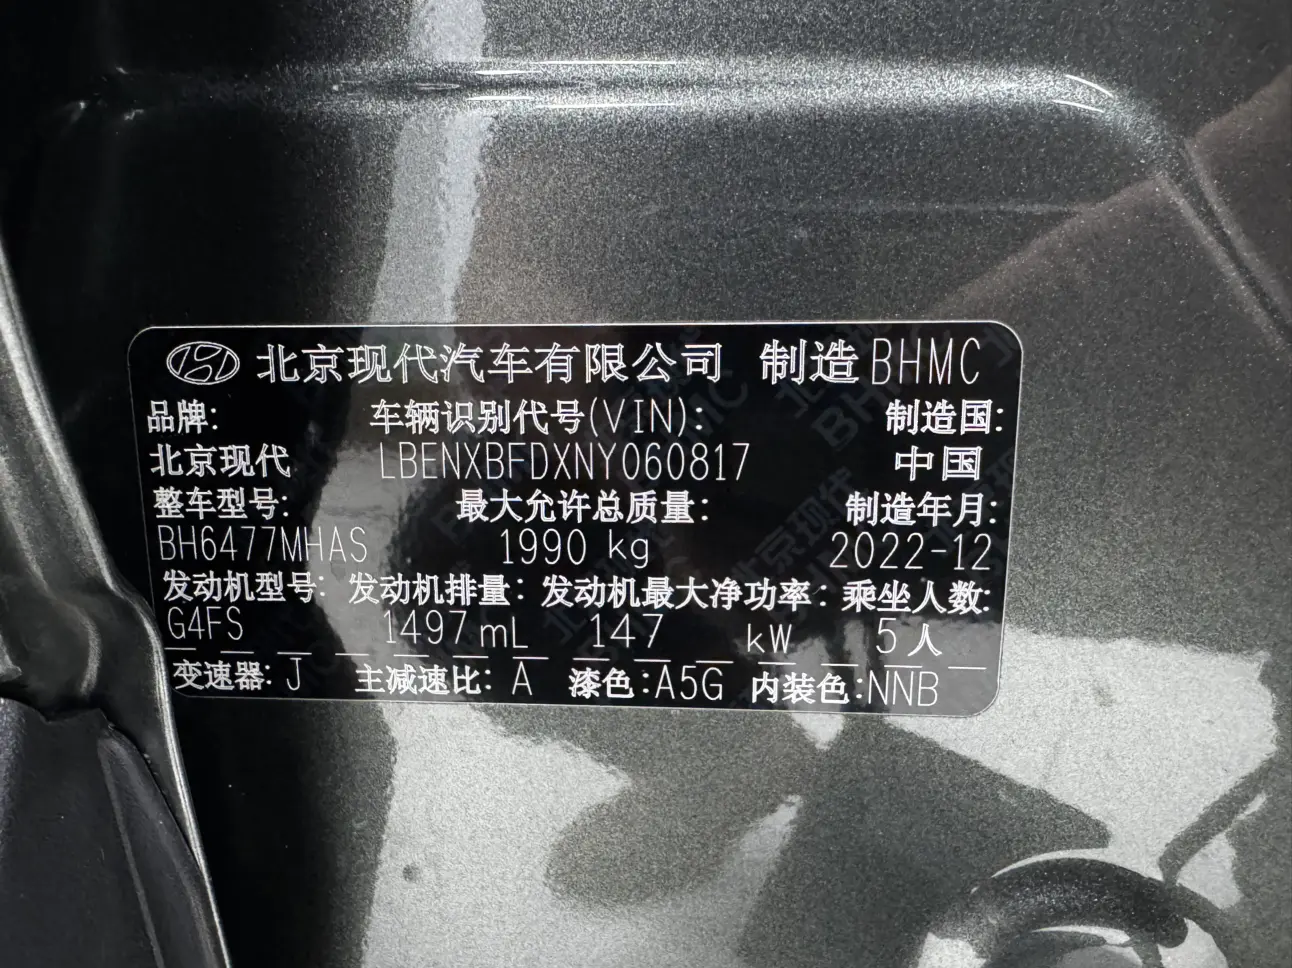 北京现代汽车有限公司 制造 BHMC
品牌: 车辆识别代号(VIN): 制造国:
北京现代 LBENXBFDXNY060817 中国
整车型号: 最大允许总质量: 制造年月:
BH6477MHAS 1990 kg 2022-12
发动机型号: 发动机排量: 发动机最大净功率: 乘坐人数:
G4FS 1497 mL 147 kW 5 人
变速器: J 主减速比: A 漆色:A5G 内装色:NNB